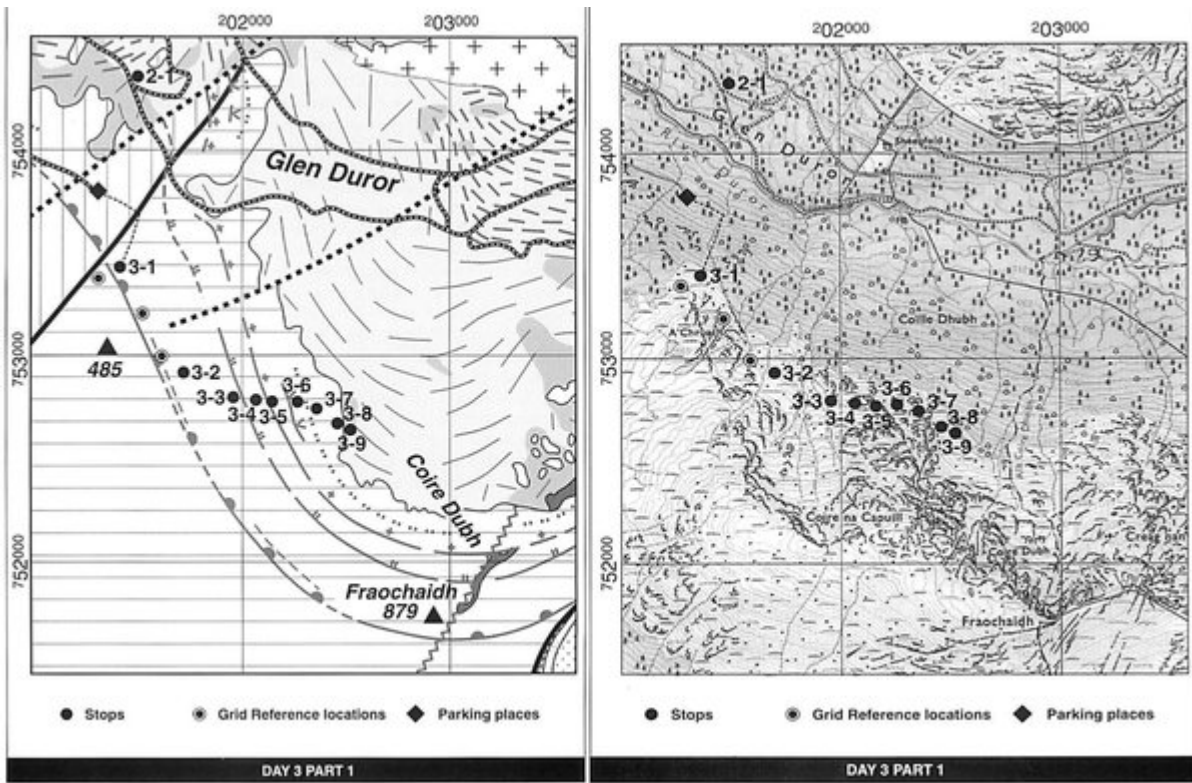 ²02⁰⁰⁰
²03⁰⁰⁰
2-1
754⁰⁰⁰
Glen Duror
3-1
753⁰⁰⁰
485
3-2
3-3
3-4
3-5
3-6
3-7
3-8
3-9
Coire Dubh
752⁰⁰⁰
Fraochaidh
879
Stops
Grid Reference locations
Parking places
DAY 3 PART 1
²02⁰⁰⁰
²03⁰⁰⁰
2-1
Glen Duror
754⁰⁰⁰
River Duror
FB
3-1
Coille Dhubh
753⁰⁰⁰
3-2
3-3
3-4
3-5
3-6
3-7
3-8
3-9
Coire na Capuill
Coire Dubh
752⁰⁰⁰
Fraochaidh
Stops
Grid Reference locations
Parking places
DAY 3 PART 1